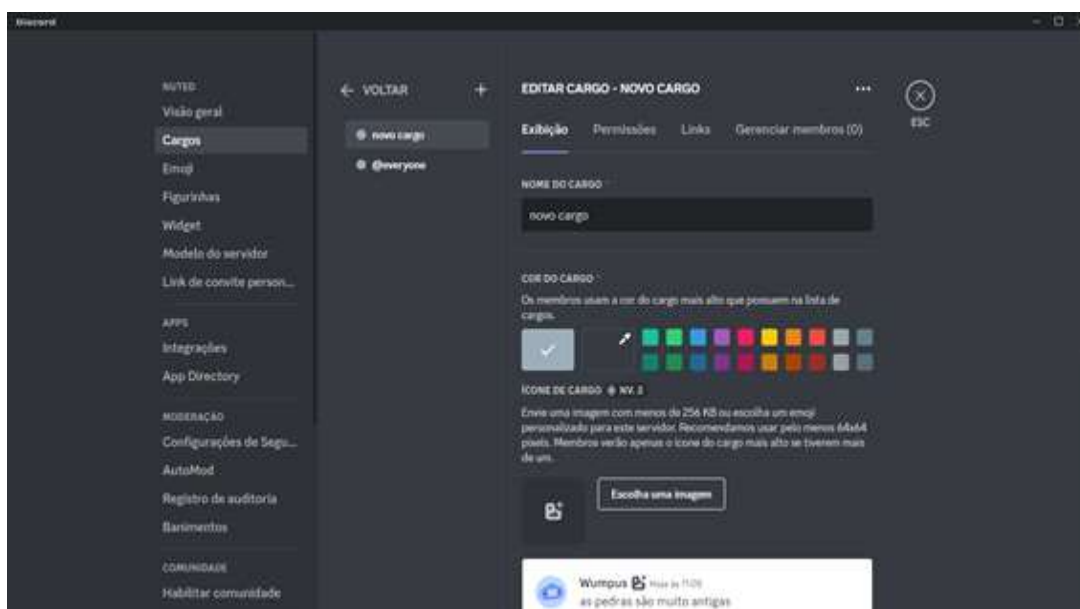 Discord
MUTED
Visão geral
Cargos
Emoji
Figurinhas
Widget
Modelo do servidor
Link de convite person...
APPS
Integrações
App Directory
MODERAÇÃO
Configurações de Segu...
AutoMod
Registro de auditoria
Banimentos
COMUNIDADE
Habilitar comunidade
VOLTAR
novo cargo
@everyone
EDITAR CARGO - NOVO CARGO
Exibição Permissões Links Gerenciar membros (0)
NOME DO CARGO *
novo cargo
COR DO CARGO *
Os membros usam a cor do cargo mais alto que possuem na lista de
cargos.
ÍCONE DE CARGO NV. 2
Envie uma imagem com menos de 256 KB ou escolha um emoji
personalizado para este servidor. Recomendamos usar pelo menos 64x64
pixels. Membros verão apenas o ícone do cargo mais alto se tiverem mais
de um.
Escolha uma imagem
Wumpus Hoje às 11:05
as pedras são muito antigas
ESC